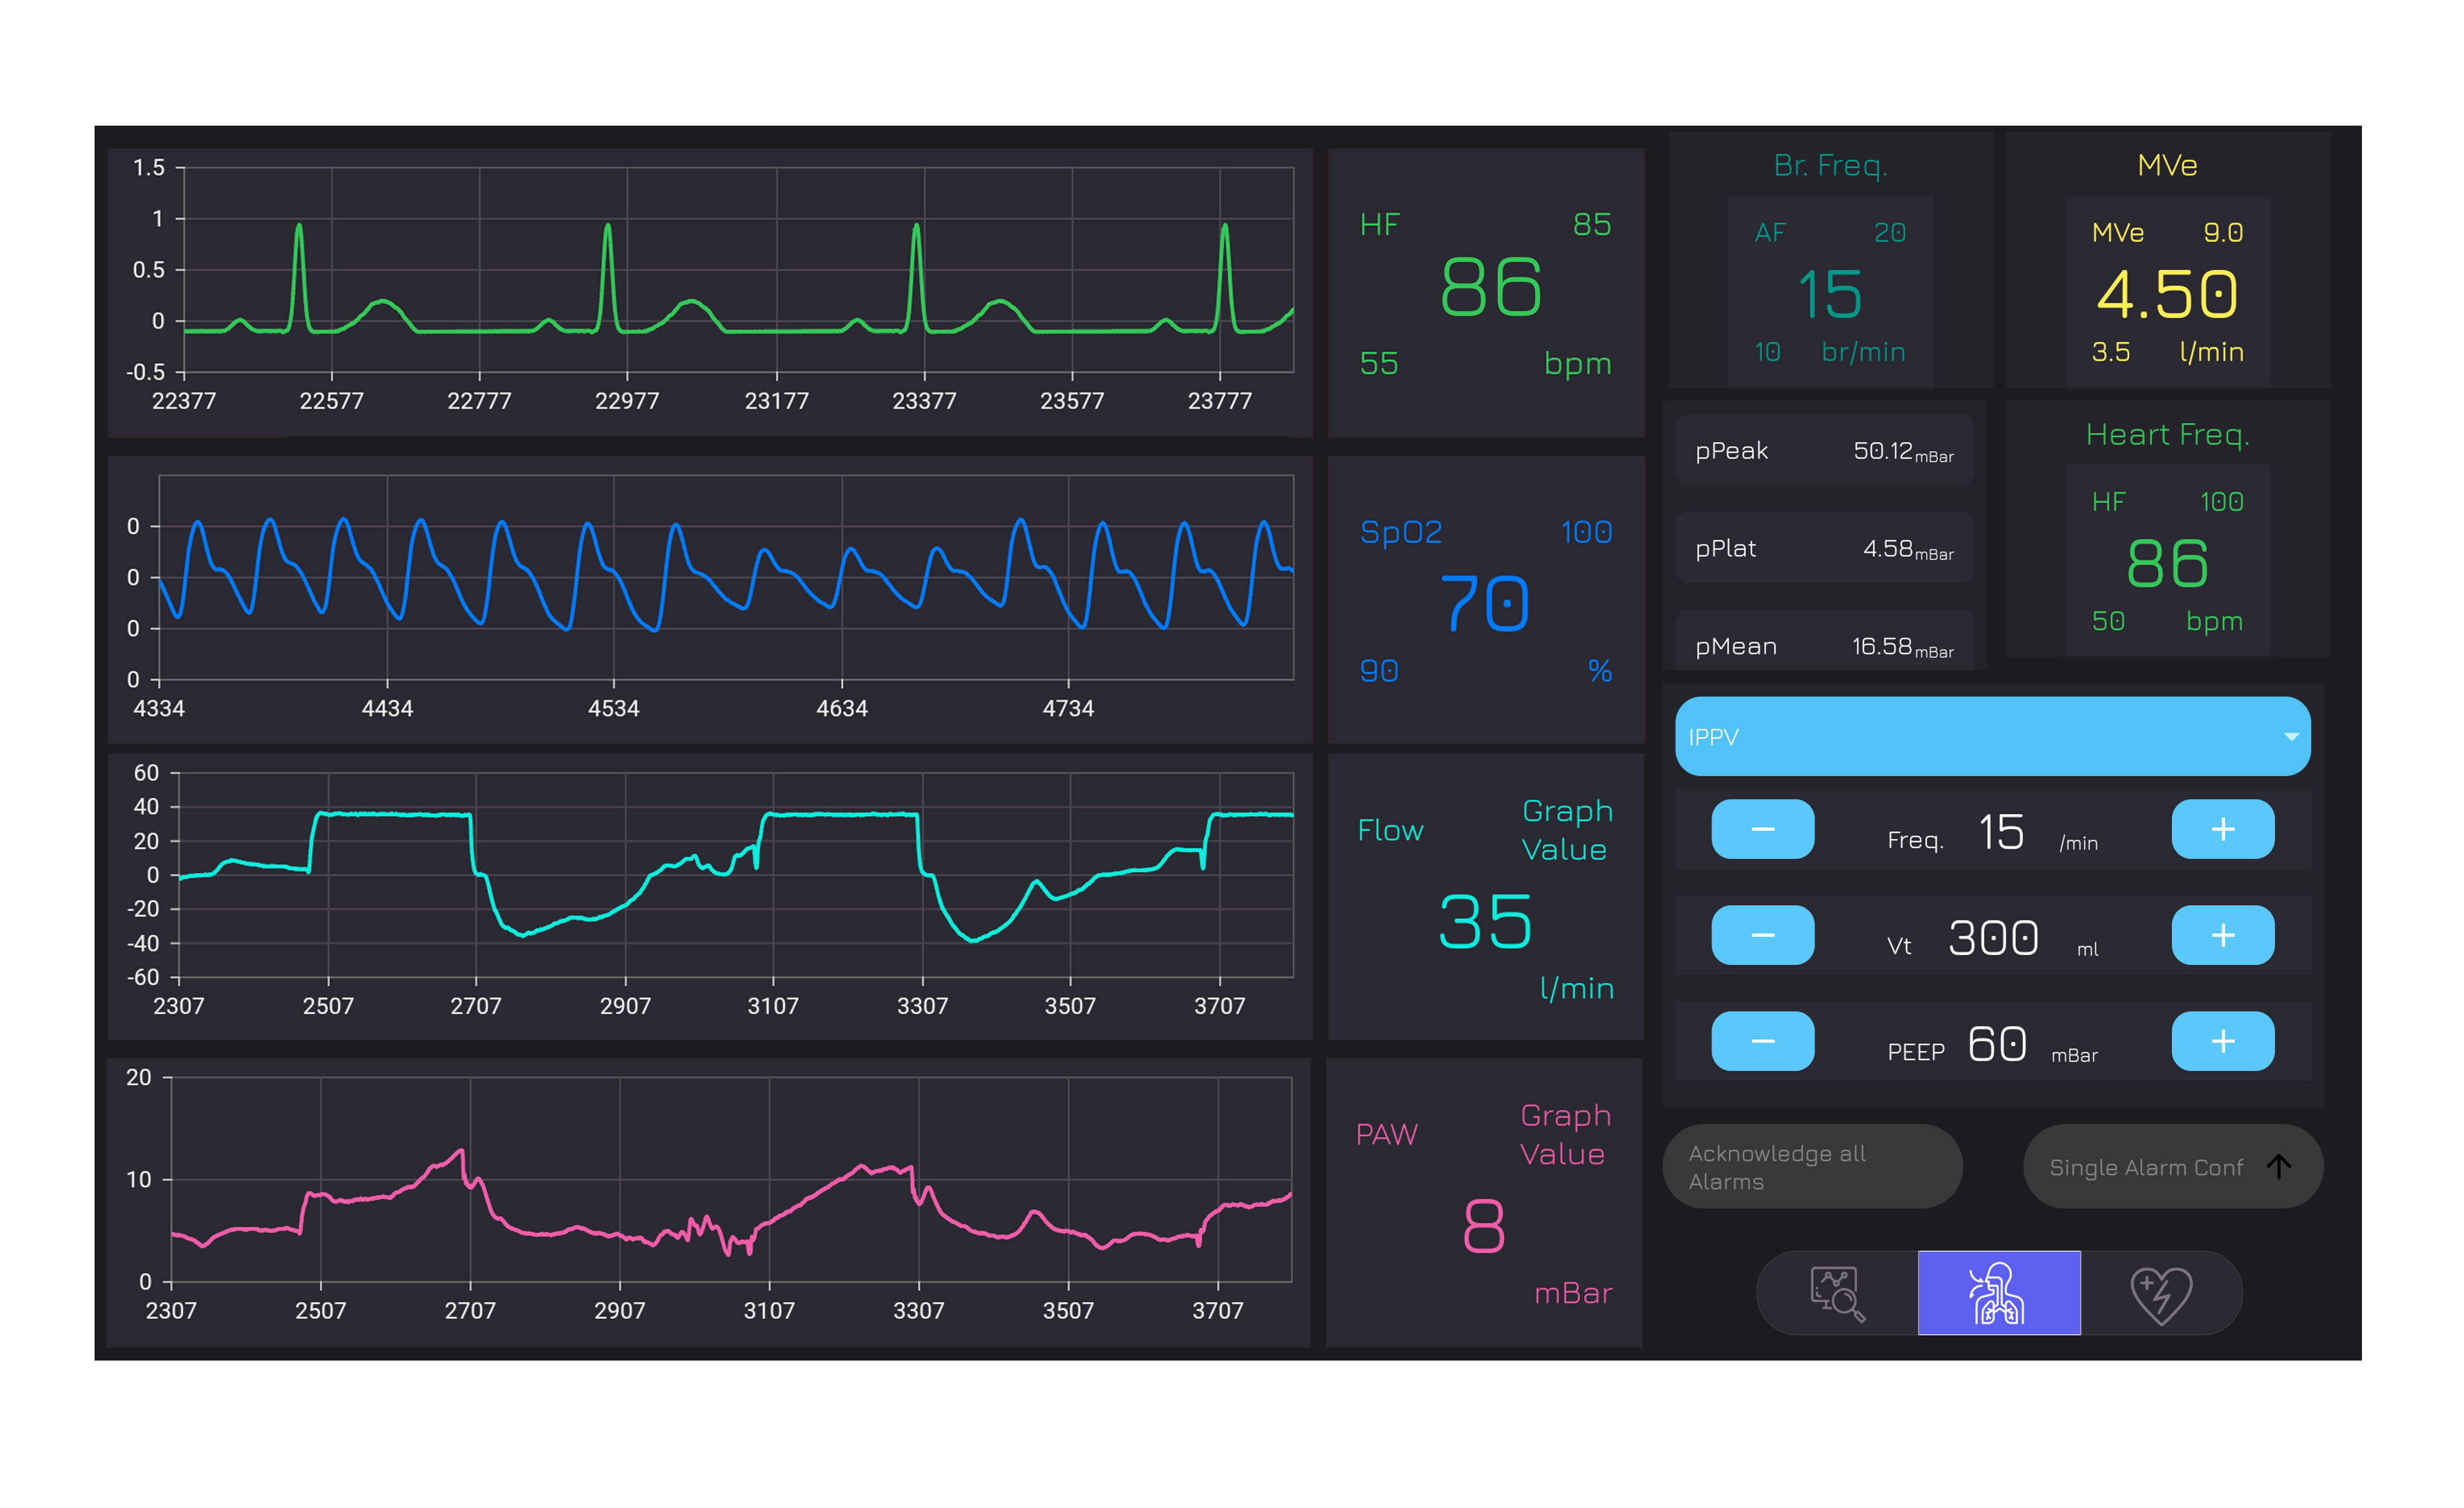 1.5
1
0.5
0
-0.5
22377 22577 22777 22977 23177 23377 23577 23777
HF 85
86
55 bpm
0
0
0
0
4334 4434 4534 4634 4734
SpO2 100
70
90 %
60
40
20
0
-20
-40
-60
2307 2507 2707 2907 3107 3307 3507 3707
Flow Graph
Value
35
l/min
20
10
0
2307 2507 2707 2907 3107 3307 3507 3707
PAW Graph
Value
8
mBar
Br. Freq.
AF 20
15
10 br/min
MVe
MVe 9.0
4.50
3.5 l/min
pPeak 50.12 mBar
pPlat 4.58 mBar
pMean 16.58 mBar
Heart Freq.
HF 100
86
50 bpm
IPPV
− Freq. 15 /min +
− Vt 300 ml +
− PEEP 60 mBar +
Acknowledge all
Alarms
Single Alarm Conf